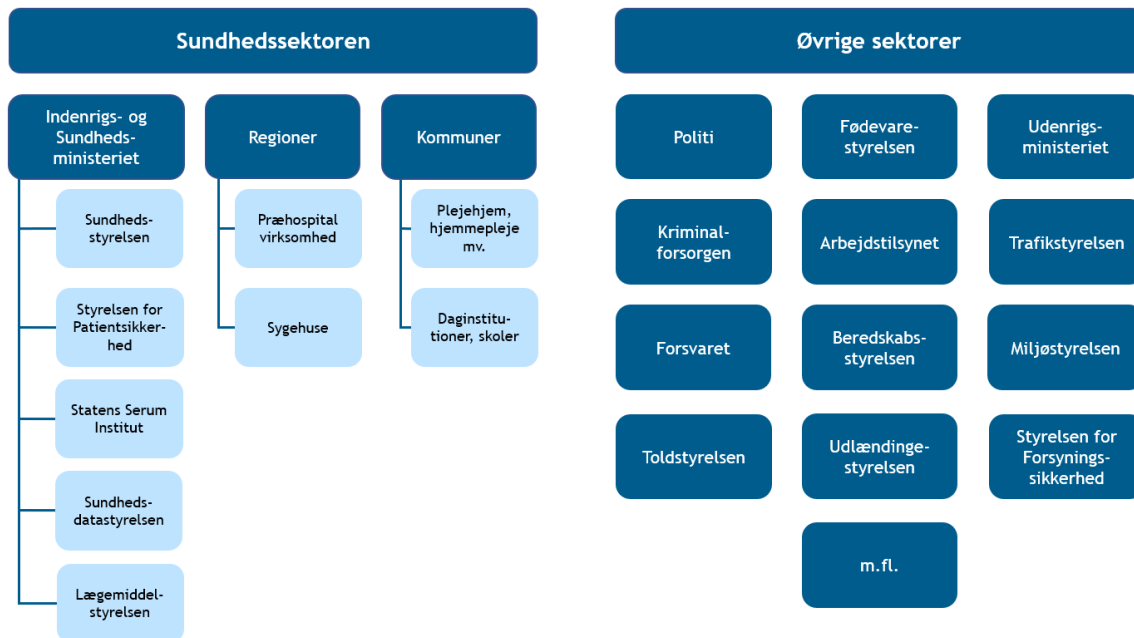 Sundhedssektoren
Indenrigs- og
Sundheds-
ministeriet
Sundheds-
styrelsen
Styrelsen for
Patientsikker-
hed
Statens Serum
Institut
Sundheds-
datastyrelsen
Lægemiddel-
styrelsen
Regioner
Præhospital
virksomhed
Sygehuse
Kommuner
Plejehjem,
hjemmepleje
mv.
Daginstitu-
tioner, skoler
Øvrige sektorer
Politi
Fødevare-
styrelsen
Udenrigs-
ministeriet
Kriminal-
forsorgen
Arbejdstilsynet
Trafikstyrelsen
Forsvaret
Beredskabs-
styrelsen
Miljøstyrelsen
Toldstyrelsen
Udlændinge-
styrelsen
Styrelsen for
Forsynings-
sikkerhed
m.fl.